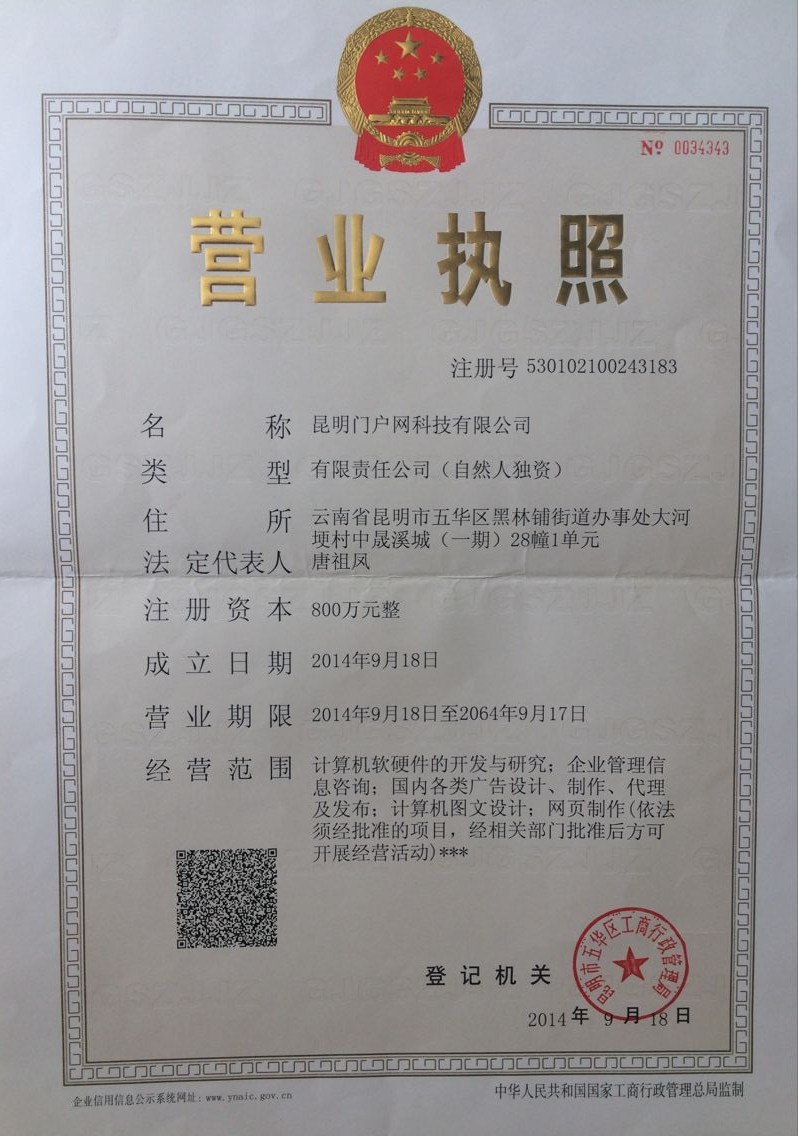 № 0034343
营业执照
注册号 530102100243183
名称 昆明门户网科技有限公司
类型 有限责任公司（自然人独资）
住所 云南省昆明市五华区黑林铺街道办事处大河
埂村中晟溪城（一期）28幢1单元
法定代表人 唐祖凤
注册资本 800万元整
成立日期 2014年9月18日
营业期限 2014年9月18日至2064年9月17日
经营范围 计算机软硬件的开发与研究；企业管理信
息咨询；国内各类广告设计、制作、代理
及发布；计算机图文设计；网页制作(依法
须经批准的项目，经相关部门批准后方可
开展经营活动)***
昆明市五华区工商行政管理局
登记机关
2014年9月18日
企业信用信息公示系统网址：www.ynaic.gov.cn
中华人民共和国国家工商行政管理总局监制